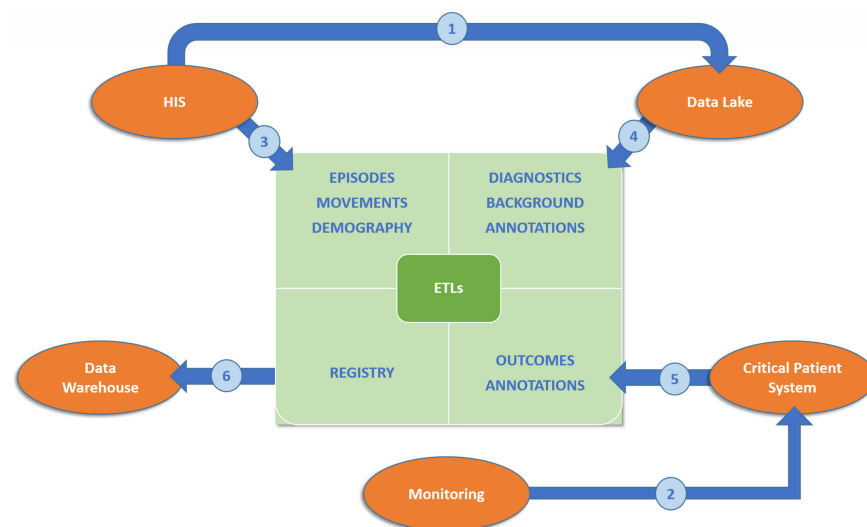 1
HIS
Data Lake
3
4
EPISODES
MOVEMENTS
DEMOGRAPHY
DIAGNOSTICS
BACKGROUND
ANNOTATIONS
ETLs
Data
Warehouse
6
REGISTRY
OUTCOMES
ANNOTATIONS
5
Critical Patient
System
Monitoring
2